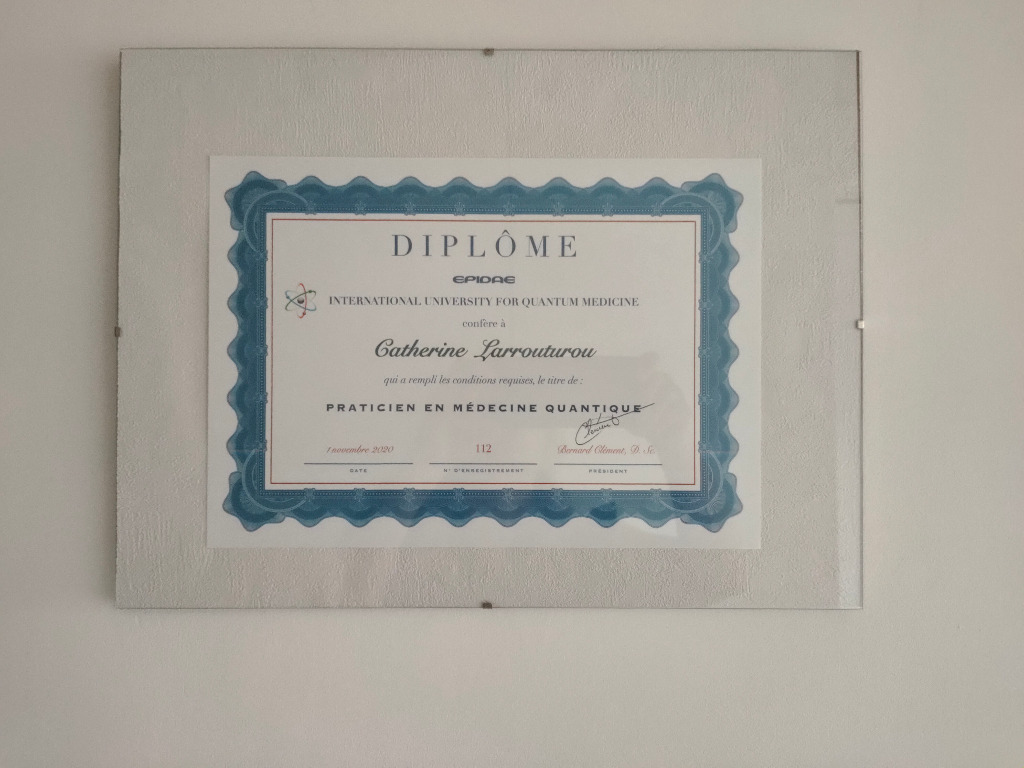 DIPLÔME
EPIDAE
INTERNATIONAL UNIVERSITY FOR QUANTUM MEDICINE
confère à
Catherine Larrouturou
qui a rempli les conditions requises, le titre de :
PRATICIEN EN MÉDECINE QUANTIQUE
1 novembre 2020 112 Bernard Clément, D. Sc.
DATE N° D'ENREGISTREMENT PRÉSIDENT